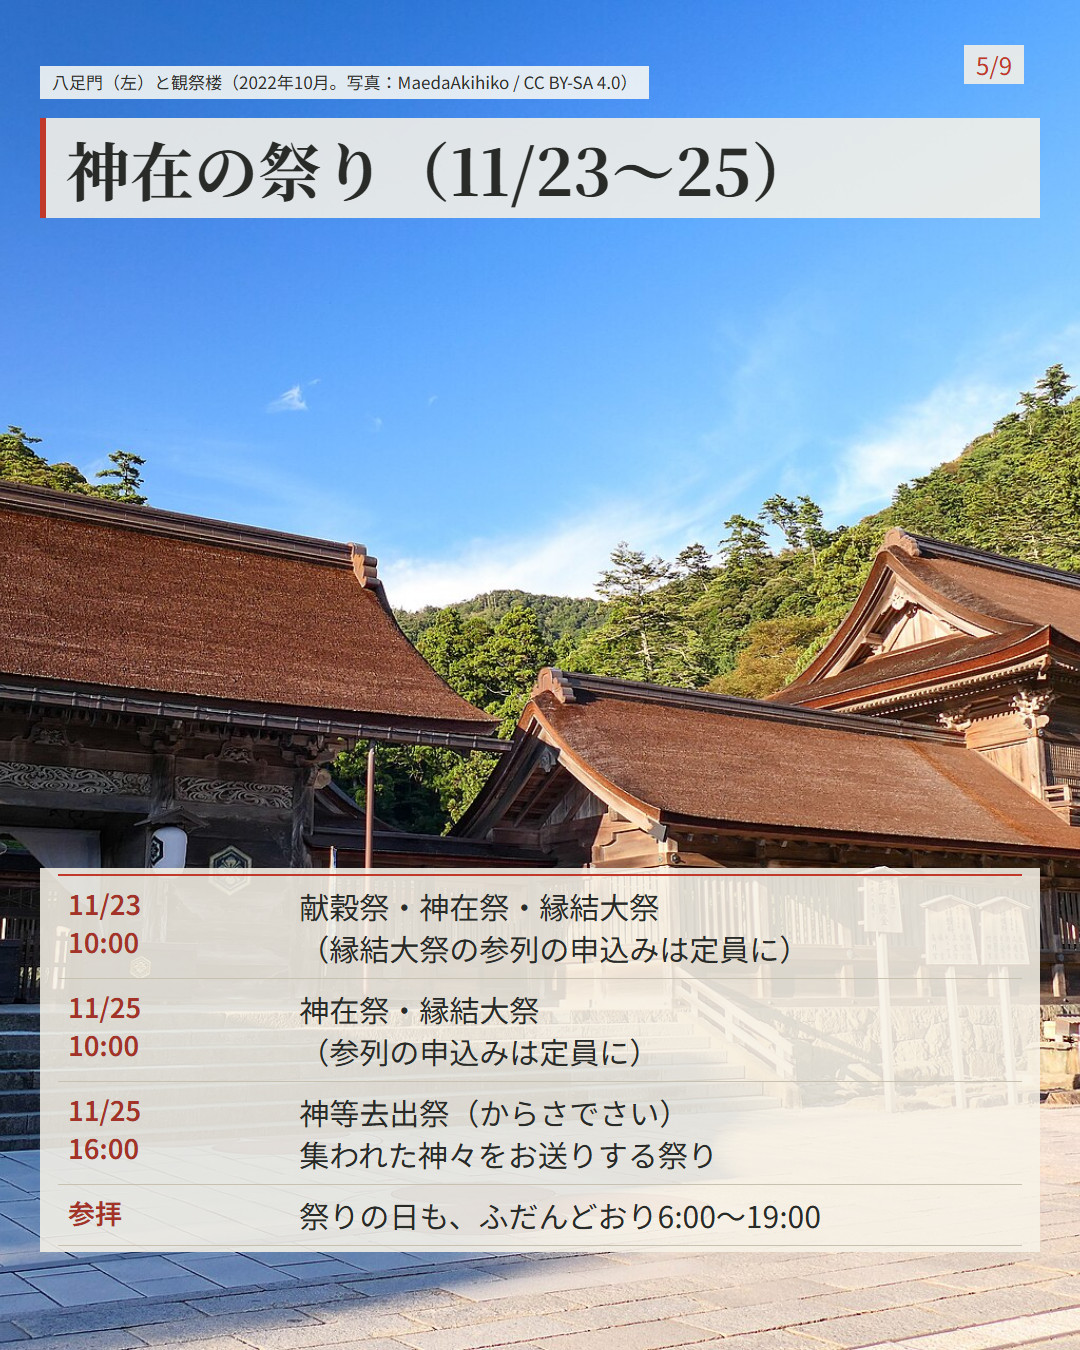 5/9
八足門（左）と観祭楼（2022年10月。写真：MaedaAkihiko / CC BY-SA 4.0）
神在の祭り（11/23～25）
11/23
10:00
献穀祭・神在祭・縁結大祭
（縁結大祭の参列の申込みは定員に）
11/25
10:00
神在祭・縁結大祭
（参列の申込みは定員に）
11/25
16:00
神等去出祭（からさでさい）
集われた神々をお送りする祭り
参拝
祭りの日も、ふだんどおり6:00～19:00